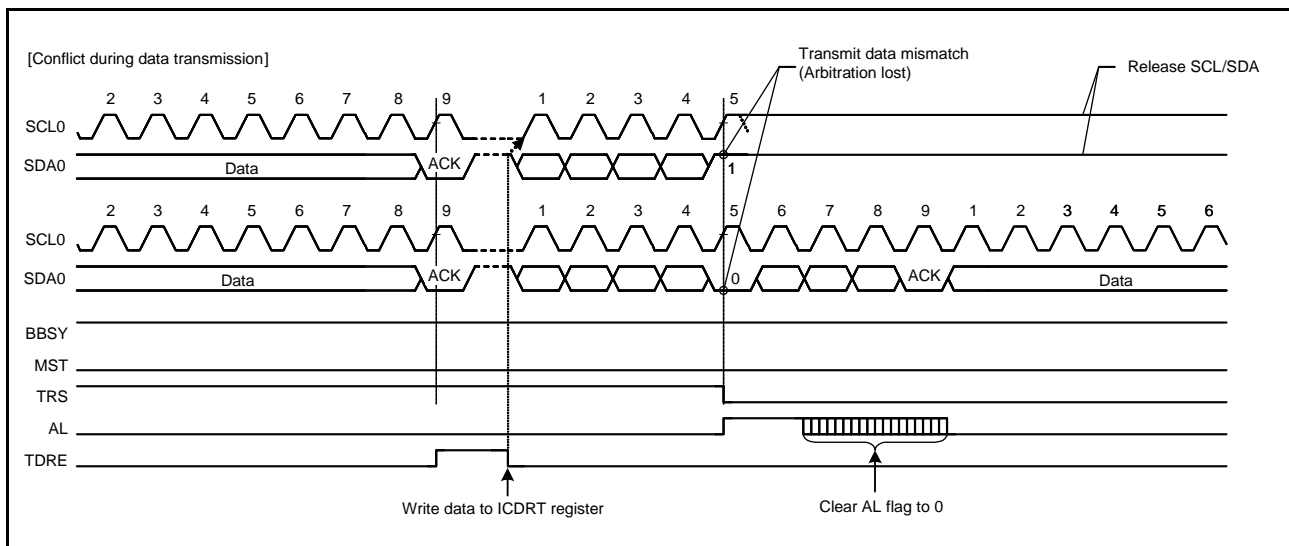 [Conflict during data transmission]
Transmit data mismatch
(Arbitration lost)
Release SCL/SDA
2 3 4 5 6 7 8 9 1 2 3 4 5
SCL0
SDA0 Data ACK 1
2 3 4 5 6 7 8 9 1 2 3 4 5 6 7 8 9 1 2 3 4 5 6
SCL0
SDA0 Data ACK 0 ACK Data
BBSY
MST
TRS
AL
TDRE
Write data to ICDRT register
Clear AL flag to 0